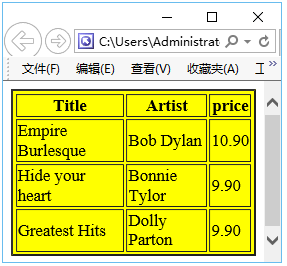 C:\Users\Administrat
文件(F) 编辑(E) 查看(V) 收藏夹(A)
Title Artist price
Empire Burlesque Bob Dylan 10.90
Hide your heart Bonnie Tylor 9.90
Greatest Hits Dolly Parton 9.90